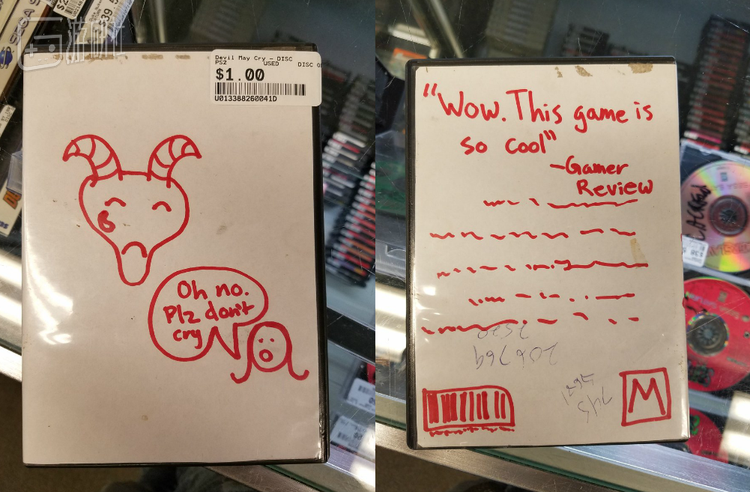 Devil May Cry - DISC
PS2 USED DISC O
$1.00
U013388260041D
Oh no.
Plz don't
cry
"Wow. This game is
so cool"
-Gamer
Review
M